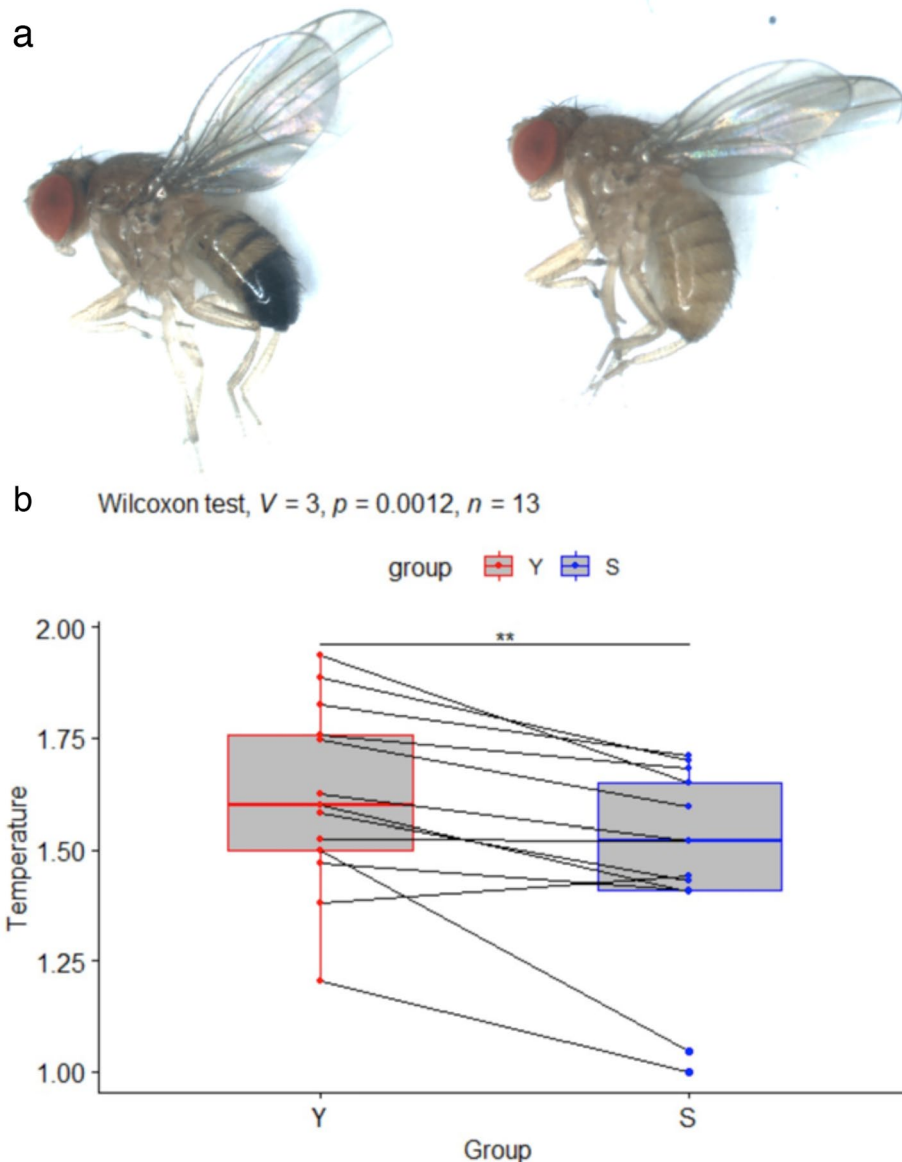 a
b
Wilcoxon test, V = 3, p = 0.0012, n = 13
group Y S
2.00
**
1.75
1.50
1.25
1.00
Temperature
Y S
Group